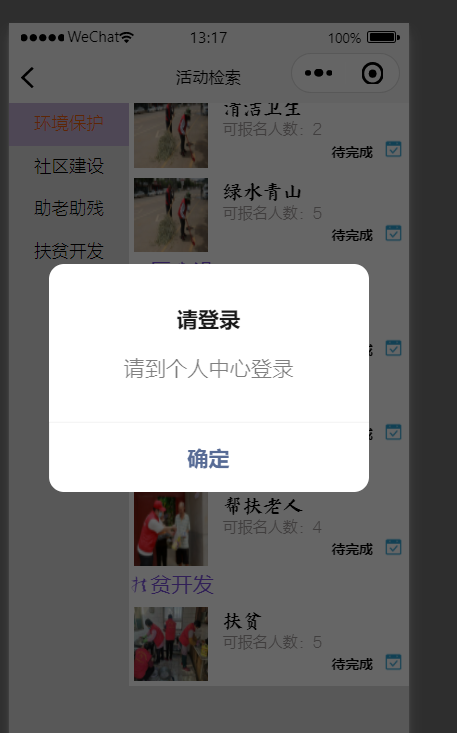 WeChat 13:17 100%
活动检索
环境保护
清洁卫生
可报名人数：2
待完成
社区建设
绿水青山
助老助残
可报名人数：5
待完成
扶贫开发
请登录
请到个人中心登录
确定
帮扶老人
可报名人数：4
待完成
扶贫开发
扶贫
可报名人数：5
待完成